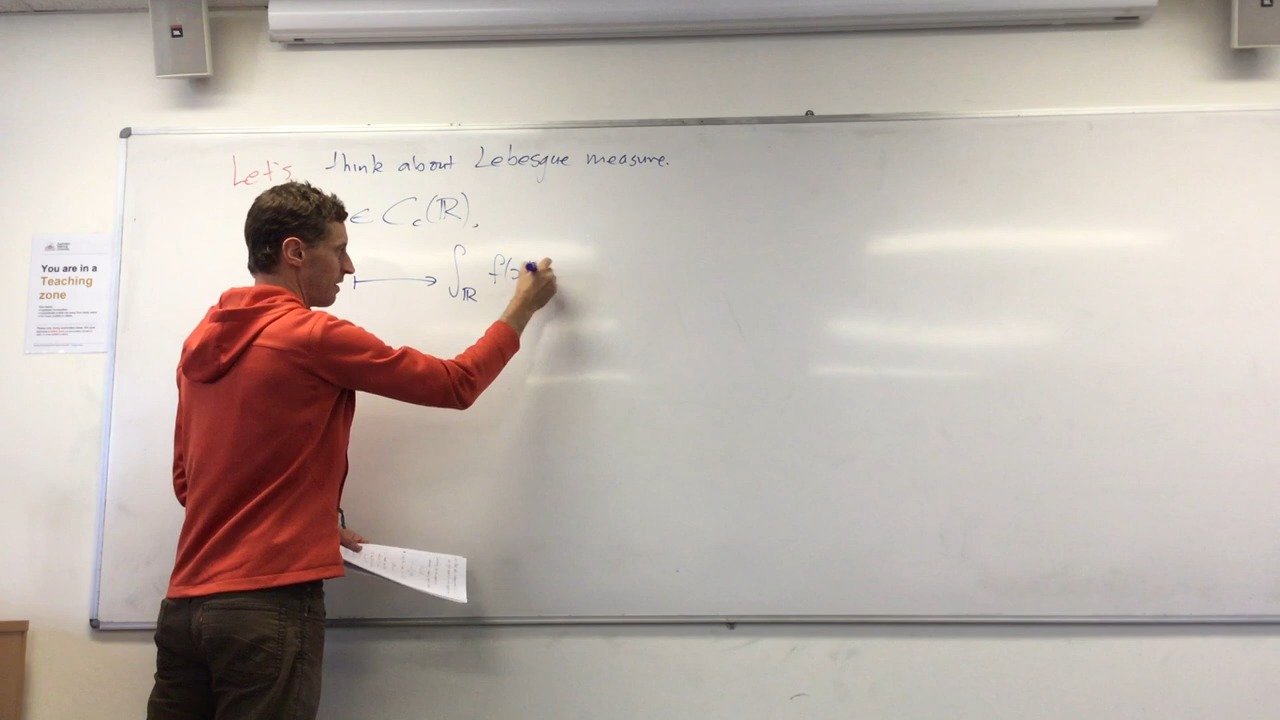 Let's think about Lebesgue measure.
∈ C_c(ℝ).
⟼ ∫_ℝ f(x
You are in a
Teaching
zone